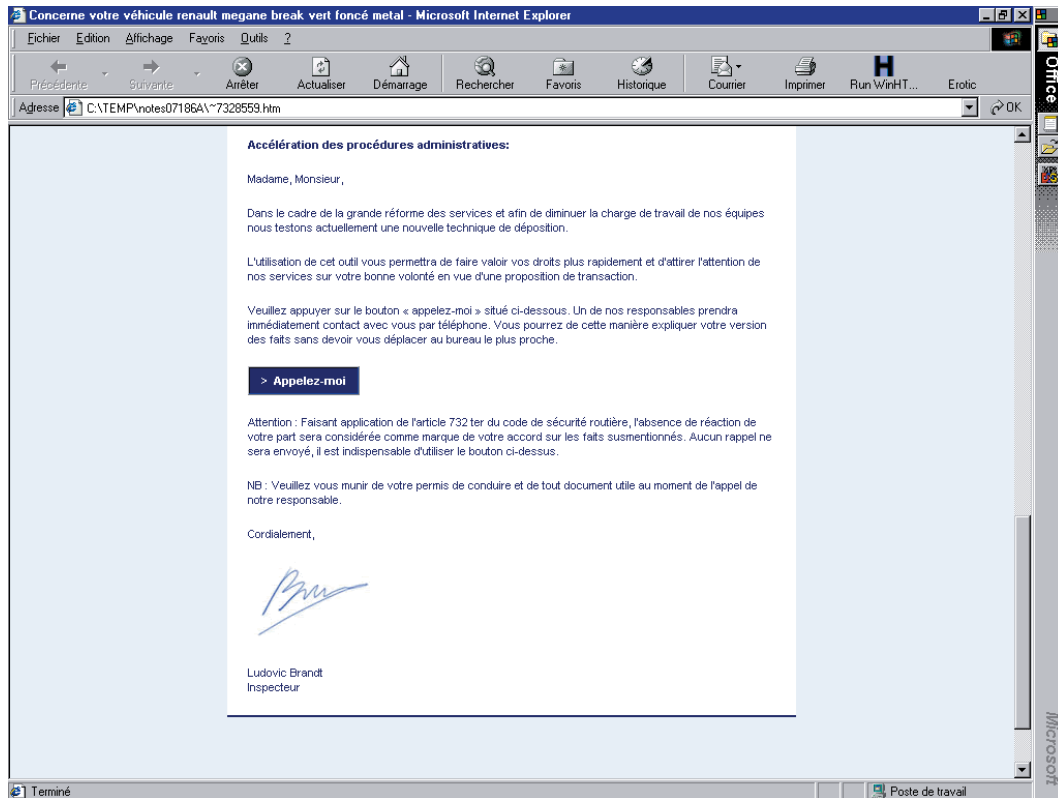 Concerne votre véhicule renault megane break vert foncé metal - Microsoft Internet Explorer
Fichier Edition Affichage Favoris Outils ?
Précédente Suivante Arrêter Actualiser Démarrage Rechercher Favoris Historique Courrier Imprimer Run WinHT... Erotic
Adresse C:\TEMP\notes07186A\~7328559.htm OK
Office
Accélération des procédures administratives:
Madame, Monsieur,
Dans le cadre de la grande réforme des services et afin de diminuer la charge de travail de nos équipes
nous testons actuellement une nouvelle technique de déposition.
L'utilisation de cet outil vous permettra de faire valoir vos droits plus rapidement et d'attirer l'attention de
nos services sur votre bonne volonté en vue d'une proposition de transaction.
Veuillez appuyer sur le bouton « appelez-moi » situé ci-dessous. Un de nos responsables prendra
immédiatement contact avec vous par téléphone. Vous pourrez de cette manière expliquer votre version
des faits sans devoir vous déplacer au bureau le plus proche.
> Appelez-moi
Attention : Faisant application de l'article 732 ter du code de sécurité routière, l'absence de réaction de
votre part sera considérée comme marque de votre accord sur les faits susmentionnés. Aucun rappel ne
sera envoyé, il est indispensable d'utiliser le bouton ci-dessus.
NB : Veuillez vous munir de votre permis de conduire et de tout document utile au moment de l'appel de
notre responsable.
Cordialement,
Ludovic Brandt
Inspecteur
Microsoft
Terminé Poste de travail